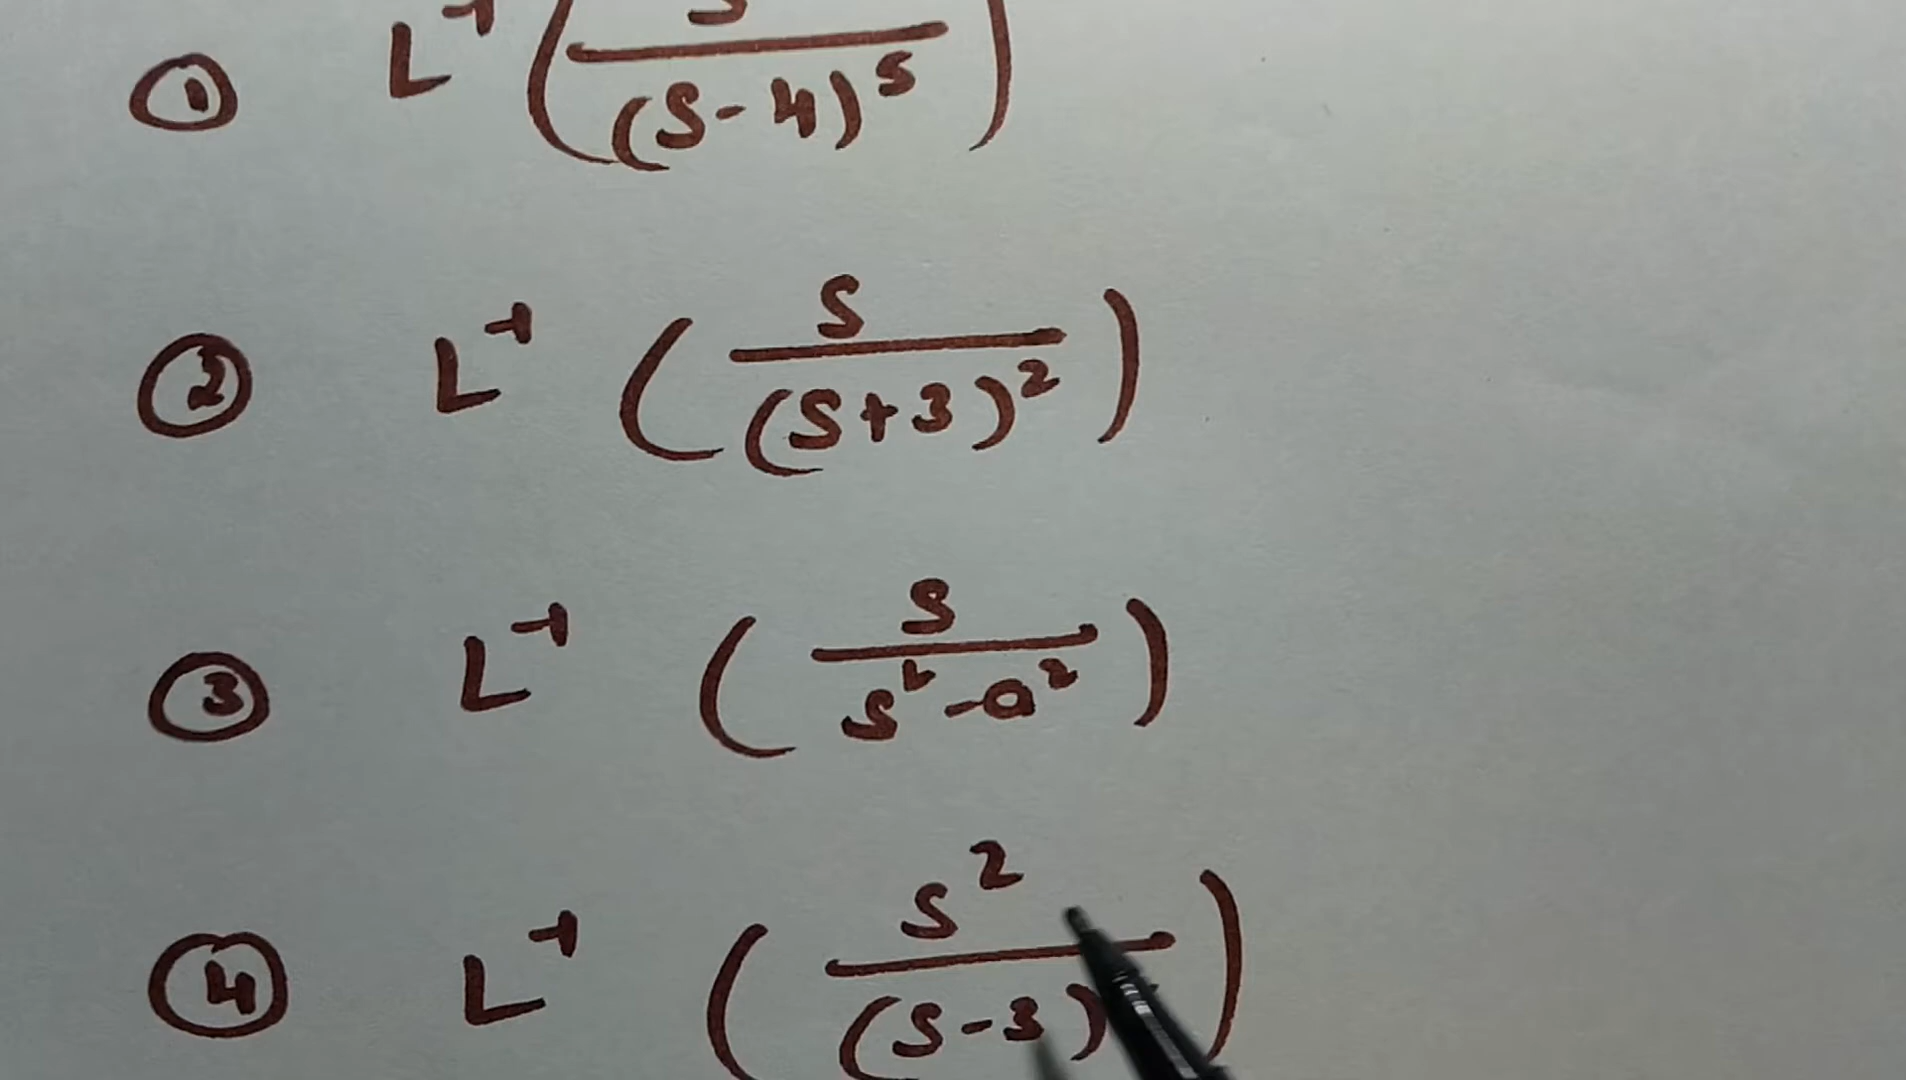 ① L⁻¹ (s/(s-4)⁵)
② L⁻¹ (s/(s+3)²)
③ L⁻¹ (s/(s²-a²))
④ L⁻¹ (s²/(s-3)